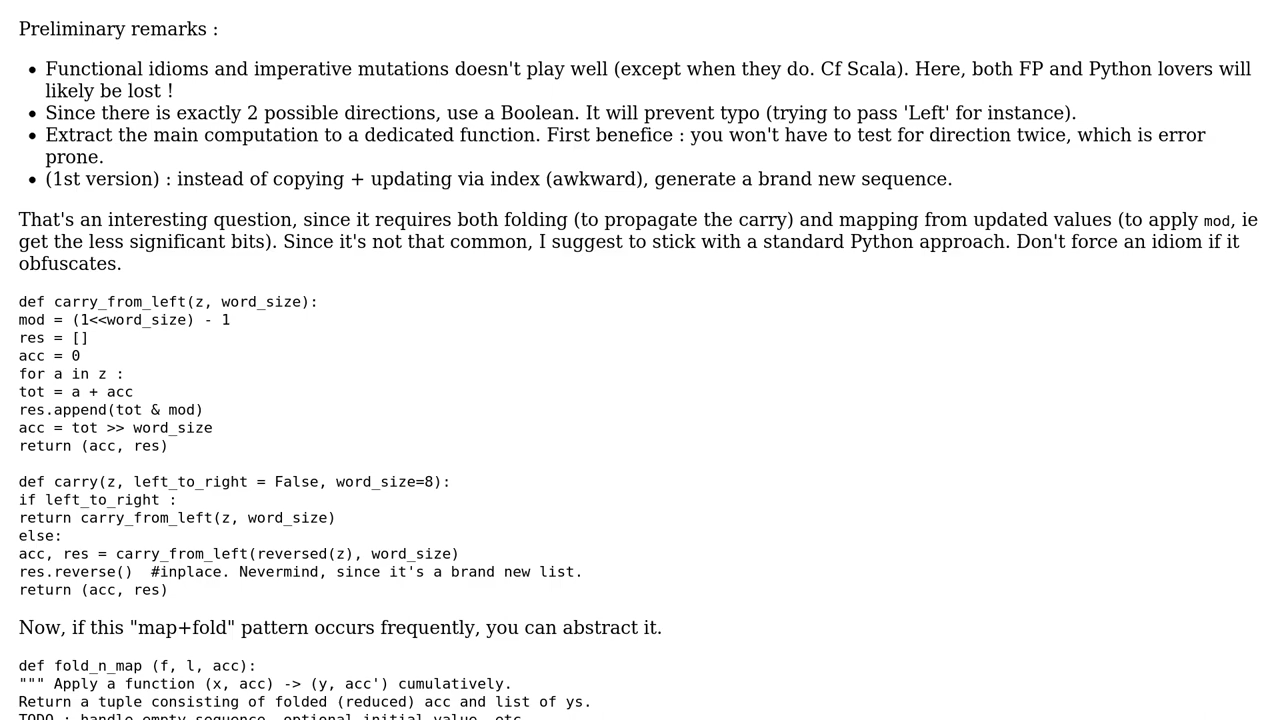 Preliminary remarks :
Functional idioms and imperative mutations doesn't play well (except when they do. Cf Scala). Here, both FP and Python lovers will
likely be lost !
Since there is exactly 2 possible directions, use a Boolean. It will prevent typo (trying to pass 'Left' for instance).
Extract the main computation to a dedicated function. First benefice : you won't have to test for direction twice, which is error
prone.
(1st version) : instead of copying + updating via index (awkward), generate a brand new sequence.
That's an interesting question, since it requires both folding (to propagate the carry) and mapping from updated values (to apply mod, ie
get the less significant bits). Since it's not that common, I suggest to stick with a standard Python approach. Don't force an idiom if it
obfuscates.
def carry_from_left(z, word_size):
mod = (1<<word_size) - 1
res = []
acc = 0
for a in z :
tot = a + acc
res.append(tot & mod)
acc = tot >> word_size
return (acc, res)
def carry(z, left_to_right = False, word_size=8):
if left_to_right :
return carry_from_left(z, word_size)
else:
acc, res = carry_from_left(reversed(z), word_size)
res.reverse()  #inplace. Nevermind, since it's a brand new list.
return (acc, res)
Now, if this "map+fold" pattern occurs frequently, you can abstract it.
def fold_n_map (f, l, acc):
""" Apply a function (x, acc) -> (y, acc') cumulatively.
Return a tuple consisting of folded (reduced) acc and list of ys.
TODO : handle empty sequence, optional initial value, etc